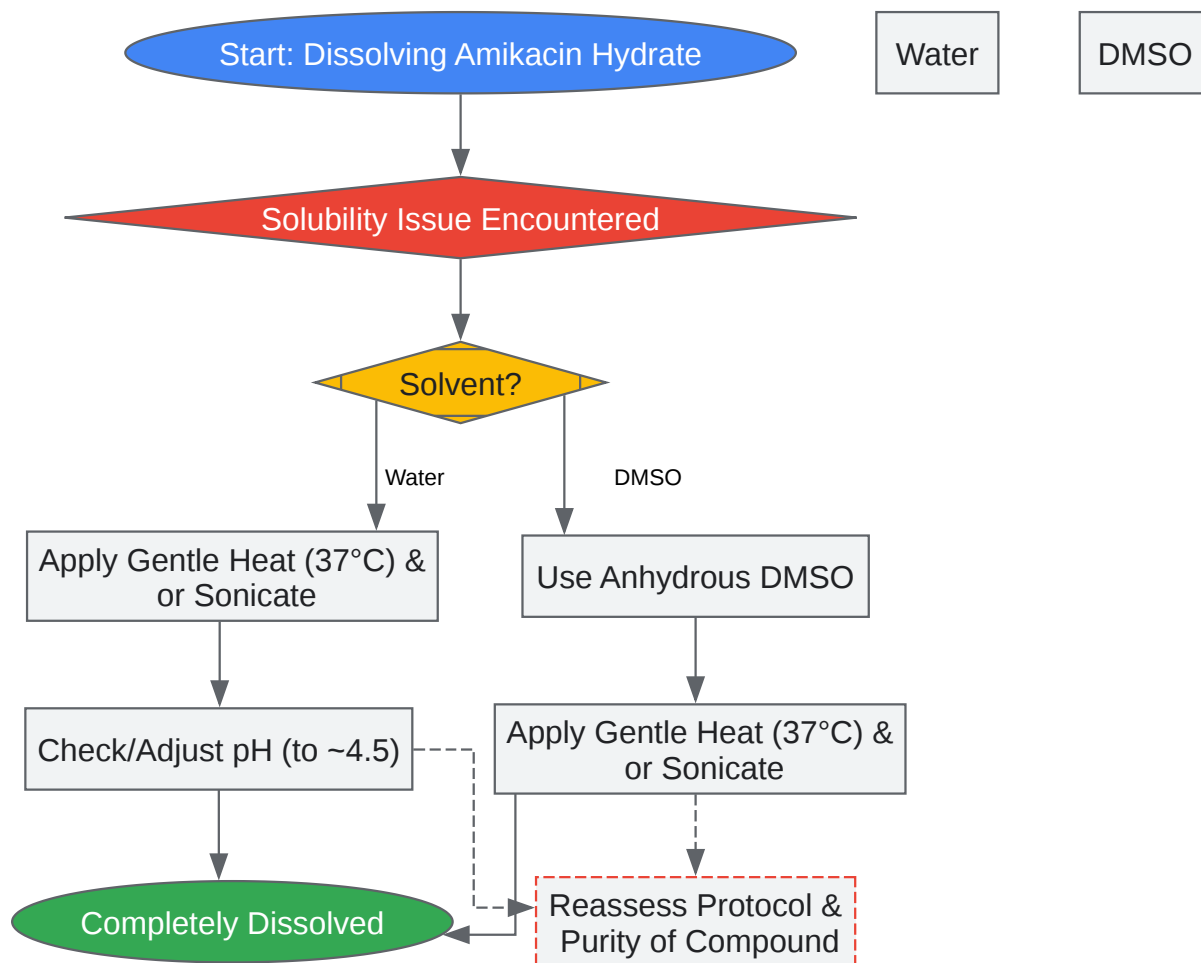 Start: Dissolving Amikacin Hydrate
Water
DMSO
Solubility Issue Encountered
Solvent?
Water
DMSO
Apply Gentle Heat (37°C) &
or Sonicate
Use Anhydrous DMSO
Check/Adjust pH (to ~4.5)
Apply Gentle Heat (37°C) &
or Sonicate
Completely Dissolved
Reassess Protocol &
Purity of Compound